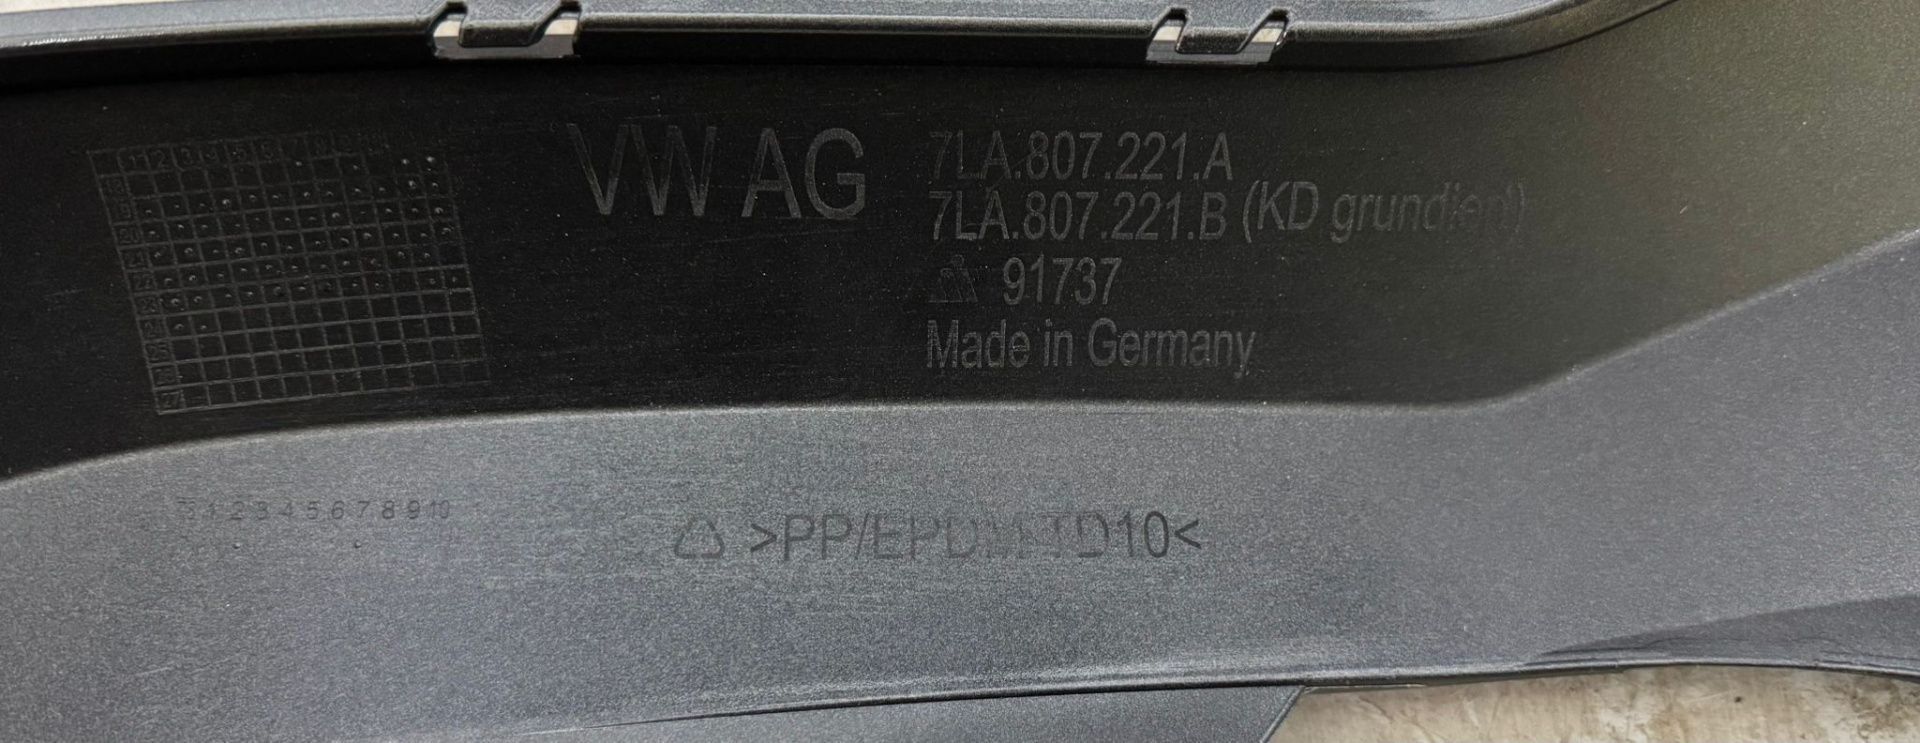 VW AG
7LA.807.221.A
7LA.807.221.B (KD grundiert)
91737
Made in Germany
1 2 3 4 5 6 7 8 9 10
>PP/EPDM-TD10<